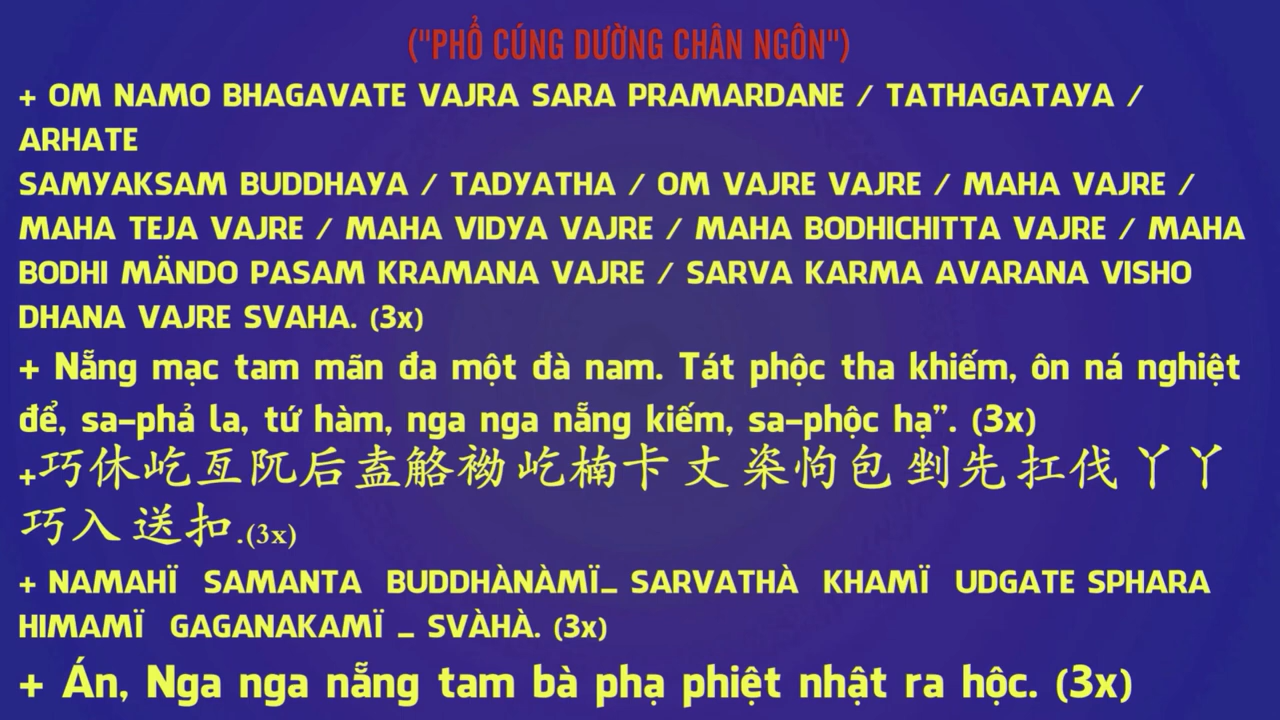 ("PHỔ CÚNG DƯỜNG CHÂN NGÔN")
+ OM NAMO BHAGAVATE VAJRA SARA PRAMARDANE / TATHAGATAYA /
ARHATE
SAMYAKSAM BUDDHAYA / TADYATHA / OM VAJRE VAJRE / MAHA VAJRE /
MAHA TEJA VAJRE / MAHA VIDYA VAJRE / MAHA BODHICHITTA VAJRE / MAHA
BODHI MÄNDO PASAM KRAMANA VAJRE / SARVA KARMA AVARANA VISHO
DHANA VAJRE SVAHA. (3x)
+ Nẵng mạc tam mãn đa một đà nam. Tát phộc tha khiếm, ôn ná nghiệt
để, sa-phả la, tứ hàm, nga nga nẵng kiếm, sa-phộc hạ”. (3x)
+巧休屹亙阢后盍觡袎 屹楠卡 丈 栥怐包 剉先 扛伐 丫丫
巧入 送扣.(3x)
+ NAMAHÏ SAMANTA BUDDHÀNÀMÏ_ SARVATHÀ KHAMÏ UDGATE SPHARA
HIMAMÏ GAGANAKAMÏ _ SVÀHÀ. (3x)
+ Án, Nga nga nẵng tam bà phạ phiệt nhật ra hộc. (3x)